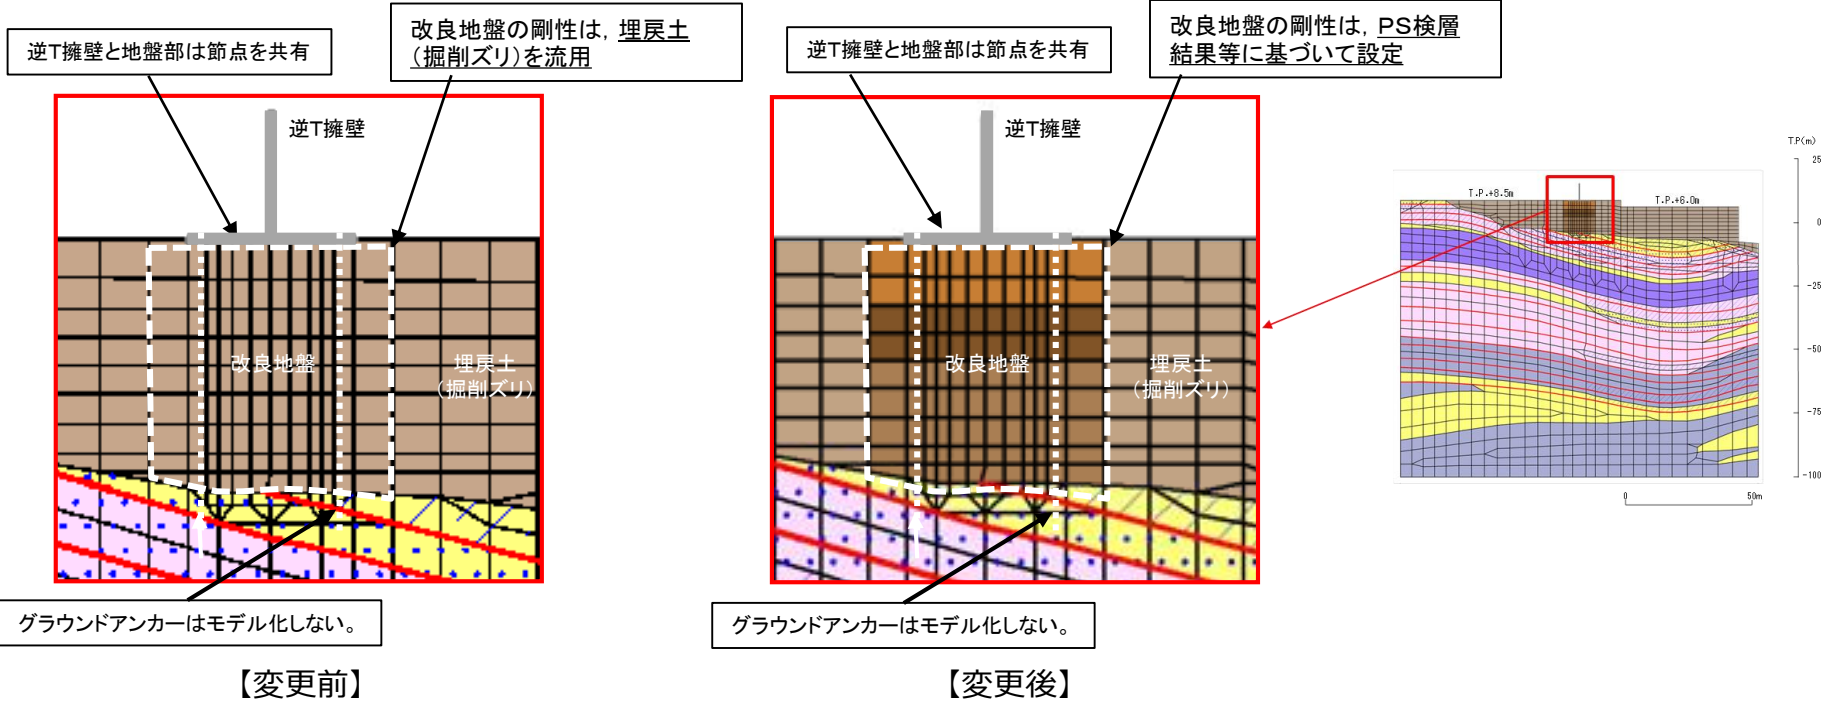 逆T擁壁と地盤部は節点を共有
改良地盤の剛性は, 埋戻土
(掘削ズリ)を流用
逆T擁壁
改良地盤
埋戻土
(掘削ズリ)
グラウンドアンカーはモデル化しない。
【変更前】
逆T擁壁と地盤部は節点を共有
改良地盤の剛性は, PS検層
結果等に基づいて設定
逆T擁壁
改良地盤
埋戻土
(掘削ズリ)
グラウンドアンカーはモデル化しない。
【変更後】
T.P(m)
25
T.P.+8.5m
T.P.+6.0m
0
-25
-50
-75
-100
0
50m